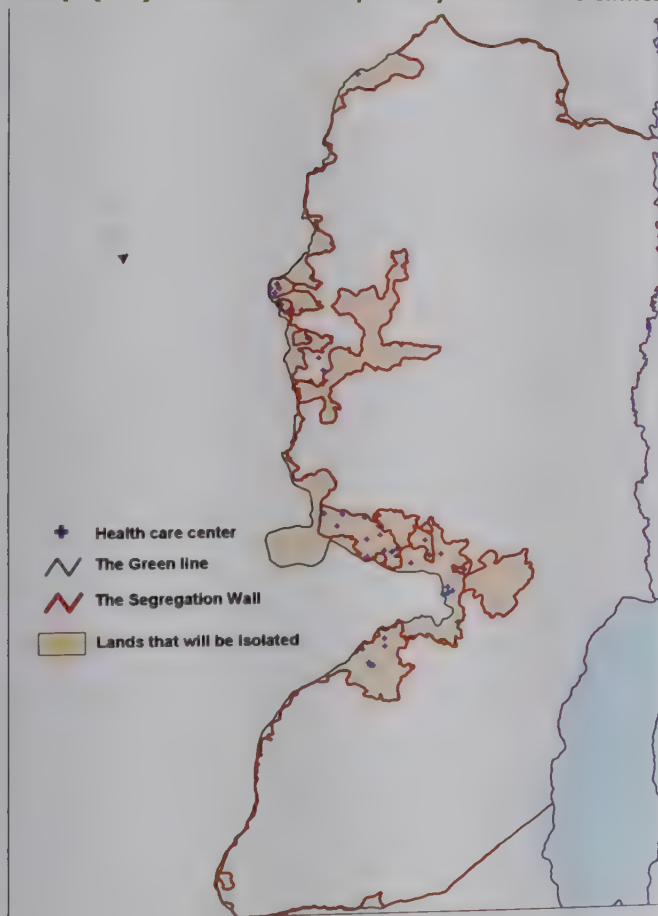 Health care center
The Green line
The Segregation Wall
Lands that will be isolated